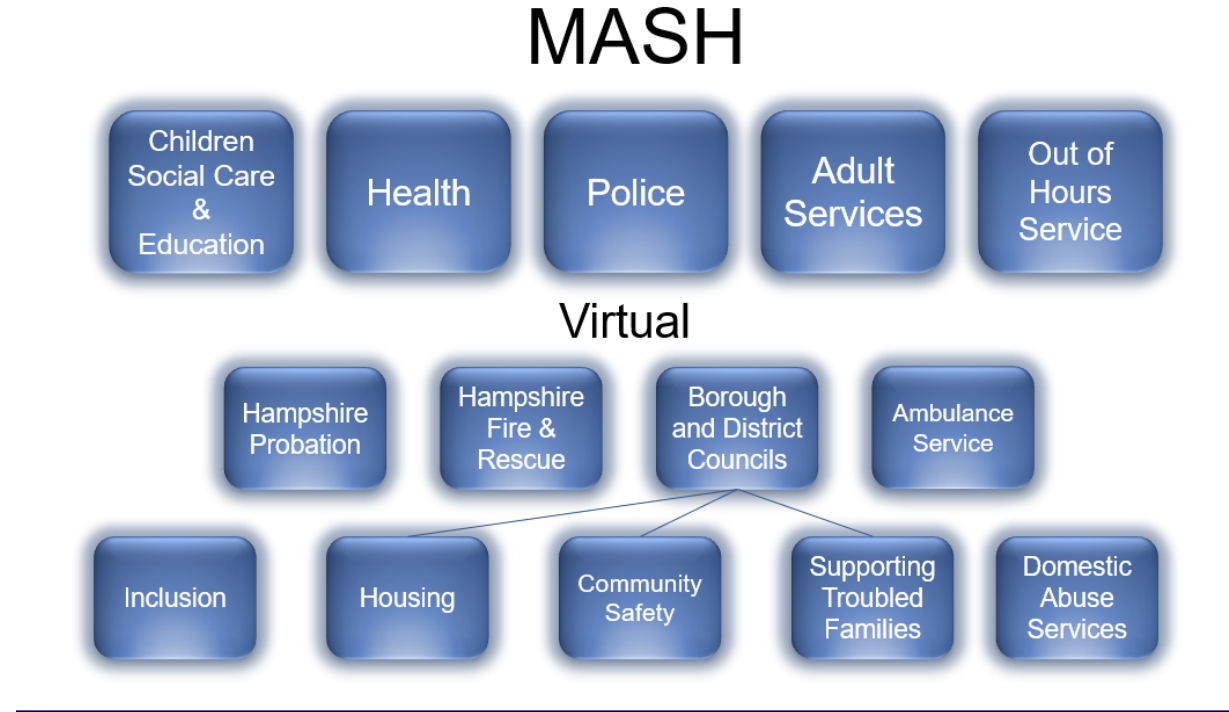 MASH
Children
Social Care
&
Education
Health
Police
Adult
Services
Out of
Hours
Service
Virtual
Hampshire
Probation
Hampshire
Fire &
Rescue
Borough
and District
Councils
Ambulance
Service
Inclusion
Housing
Community
Safety
Supporting
Troubled
Families
Domestic
Abuse
Services